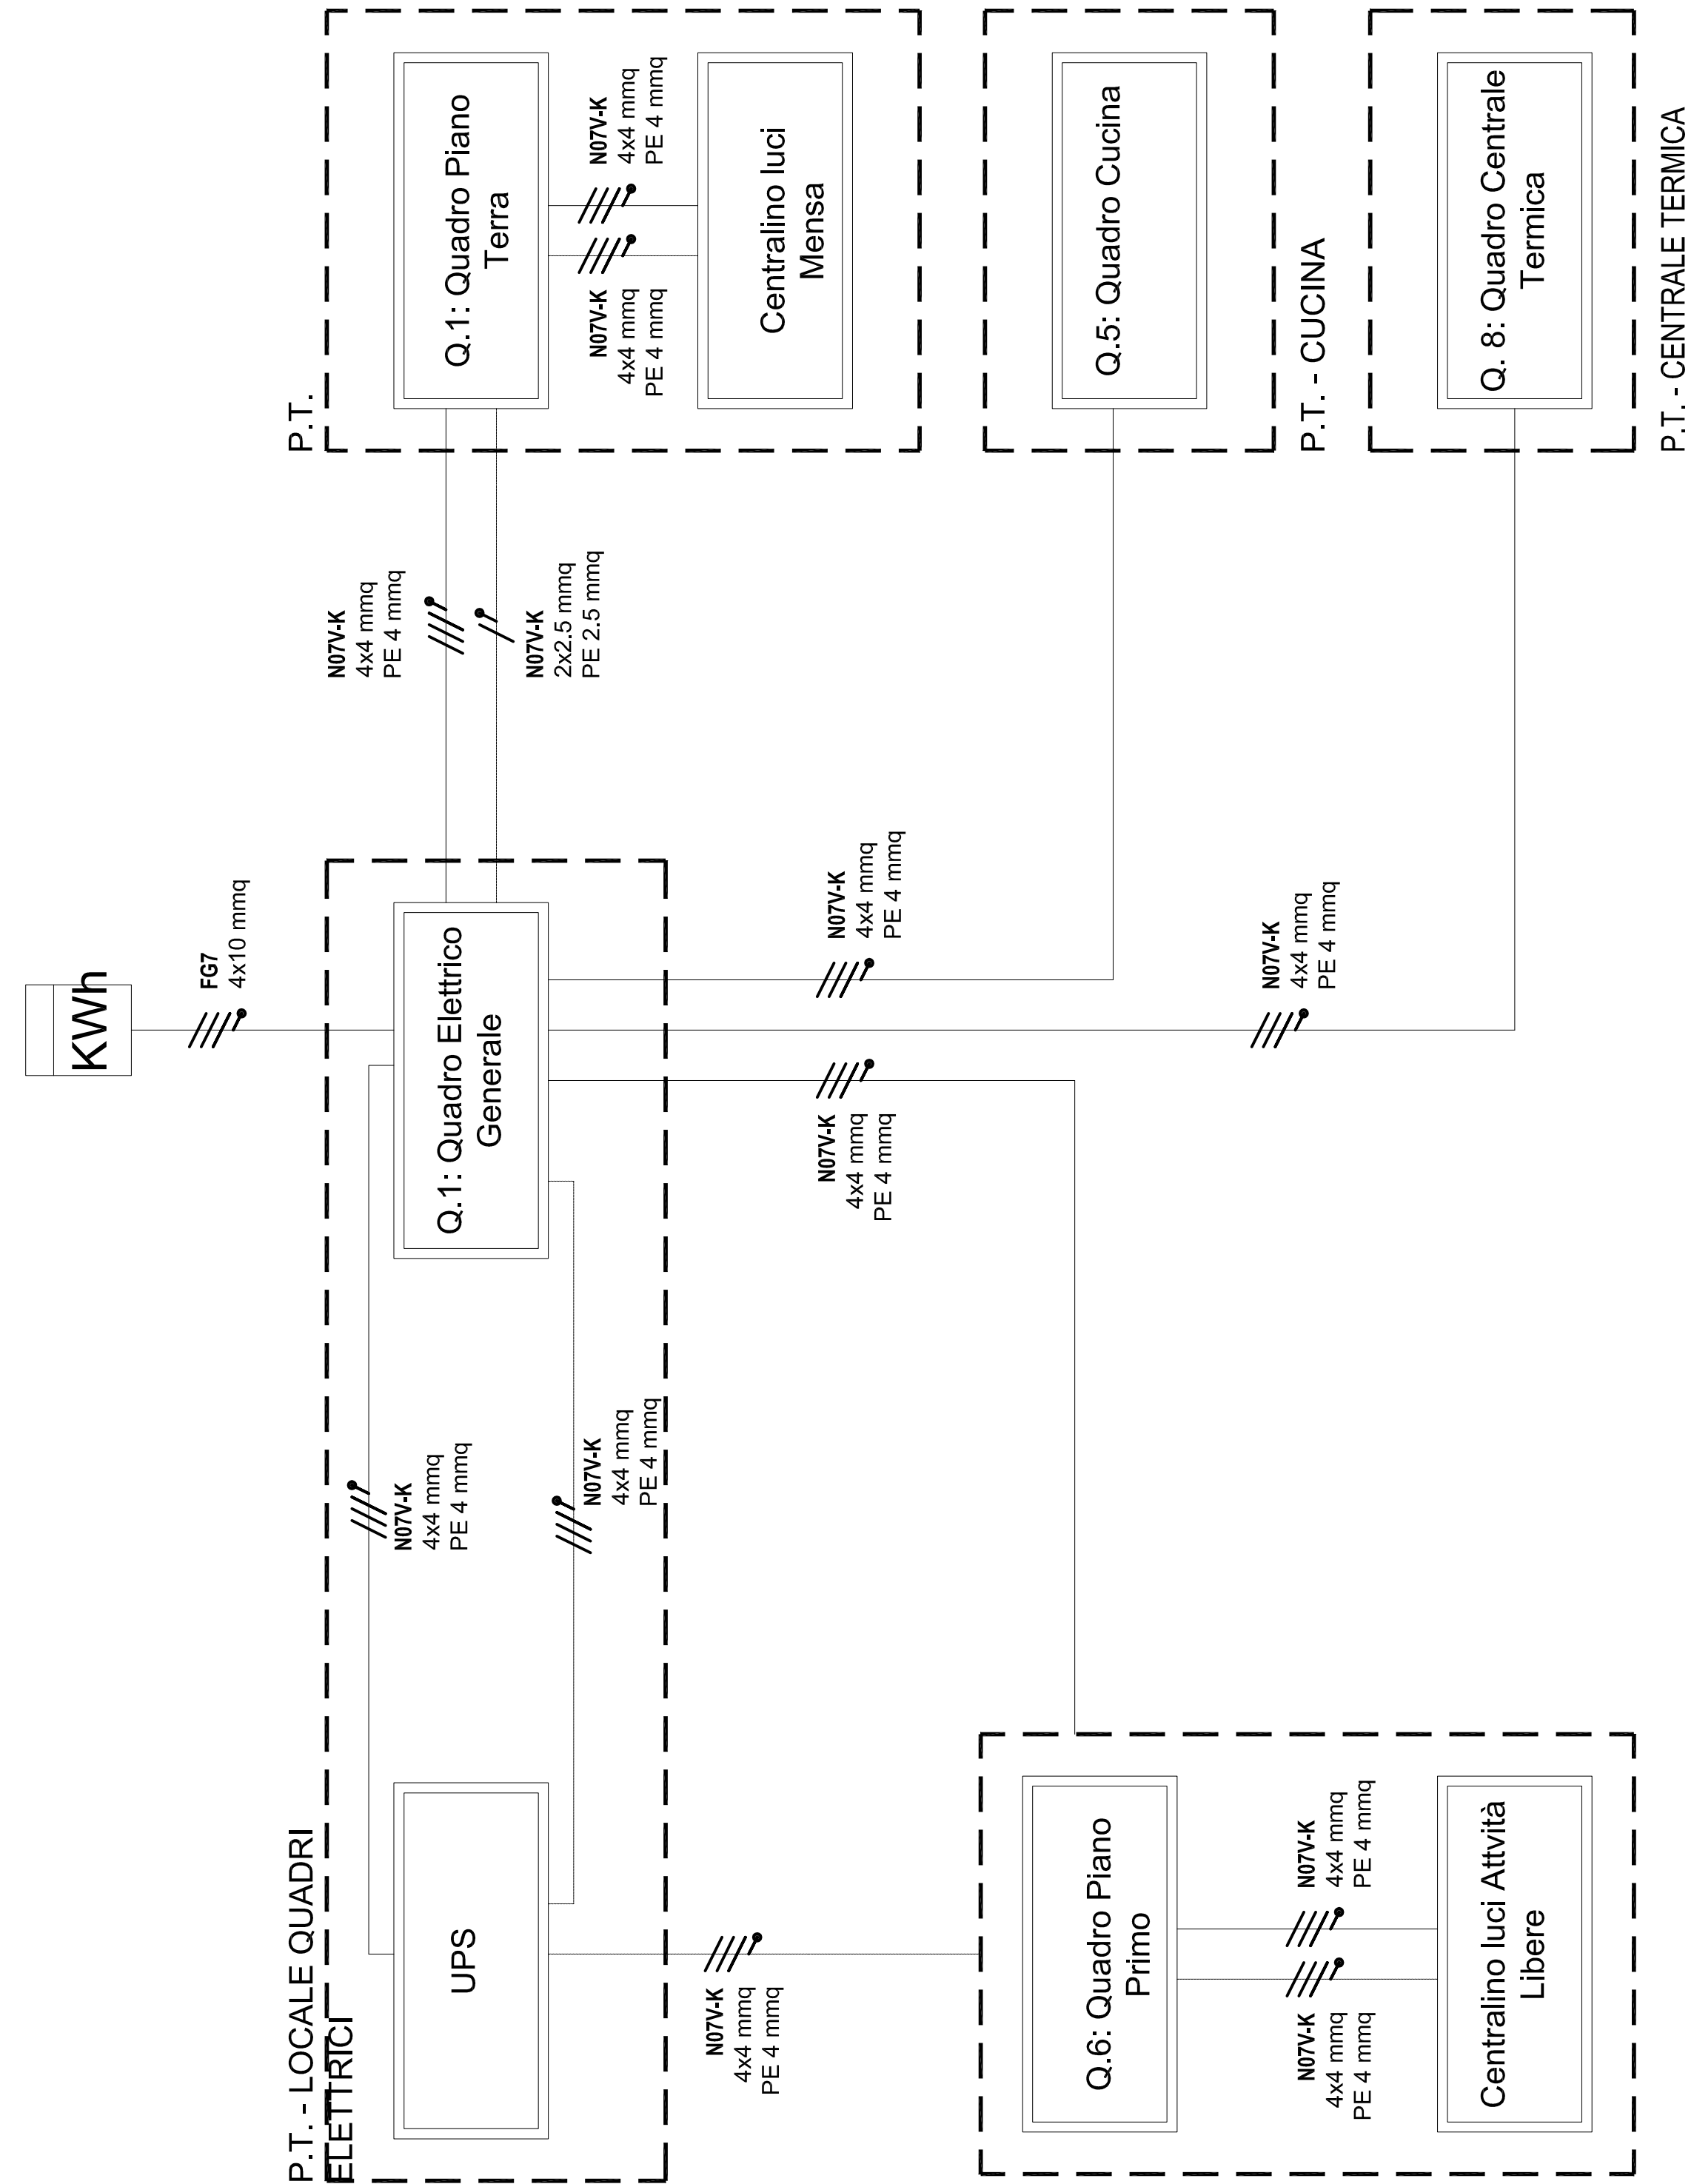 KWh
FG7
4x10 mmq
P.T. - LOCALE QUADRI
ELETTRICI
P.T.
UPS
N07V-K
4x4 mmq
PE 4 mmq
N07V-K
4x4 mmq
PE 4 mmq
Q.1: Quadro Elettrico
Generale
N07V-K
4x4 mmq
PE 4 mmq
N07V-K
2x2.5 mmq
PE 2.5 mmq
Q.1: Quadro Piano
Terra
N07V-K
4x4 mmq
PE 4 mmq
N07V-K
4x4 mmq
PE 4 mmq
Centralino luci
Mensa
N07V-K
4x4 mmq
PE 4 mmq
N07V-K
4x4 mmq
PE 4 mmq
N07V-K
4x4 mmq
PE 4 mmq
Q.5: Quadro Cucina
P.T. - CUCINA
Q.6: Quadro Piano
Primo
N07V-K
4x4 mmq
PE 4 mmq
N07V-K
4x4 mmq
PE 4 mmq
N07V-K
4x4 mmq
PE 4 mmq
Centralino luci Attvità
Libere
Q. 8: Quadro Centrale
Termica
P.T. - CENTRALE TERMICA